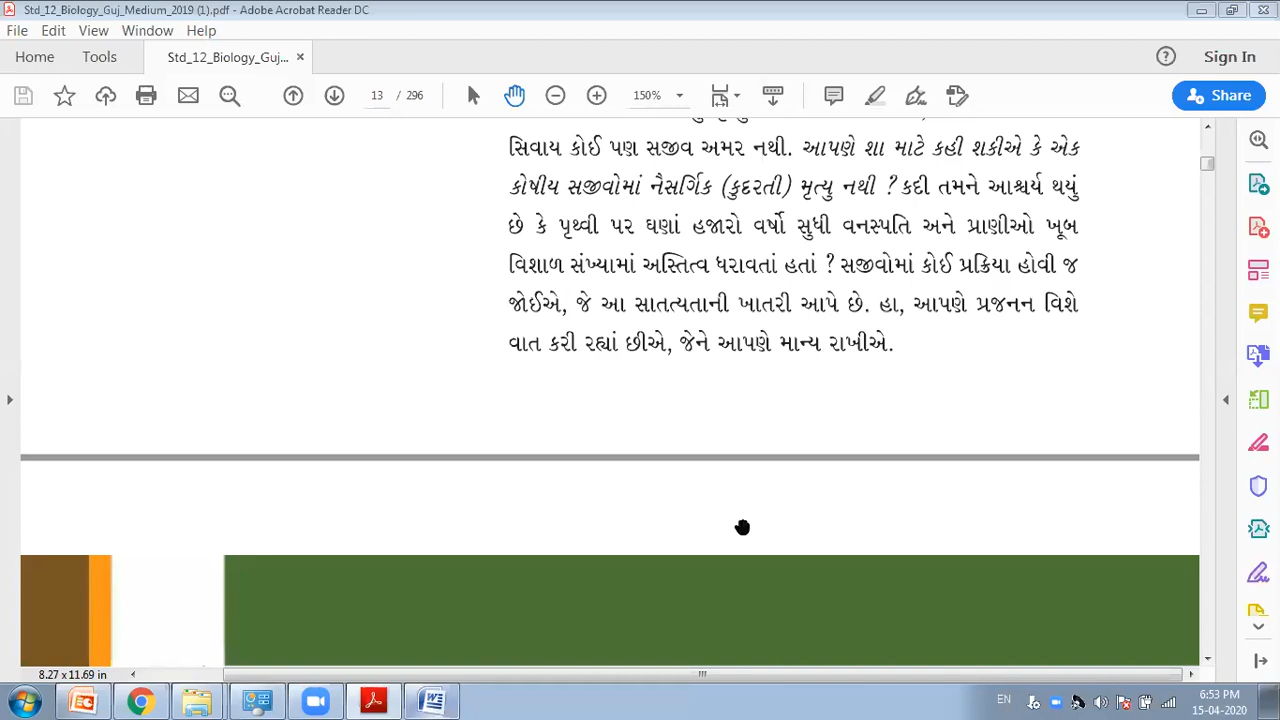 Std_12_Biology_Guj_Medium_2019 (1).pdf - Adobe Acrobat Reader DC
File Edit View Window Help
Home Tools Std_12_Biology_Guj... × Sign In
13 / 296 150% Share
સિવાય કોઈ પણ સજીવ અમર નથી. આપણે શા માટે કહી શકીએ કે એક
કોષીય સજીવોમાં નૈસર્ગિક (કુદરતી) મૃત્યુ નથી ? કદી તમને આશ્ચર્ય થયું
છે કે પૃથ્વી પર ઘણાં હજારો વર્ષો સુધી વનસ્પતિ અને પ્રાણીઓ ખૂબ
વિશાળ સંખ્યામાં અસ્તિત્વ ધરાવતાં હતાં ? સજીવોમાં કોઈ પ્રક્રિયા હોવી જ
જોઈએ, જે આ સાતત્યતાની ખાતરી આપે છે. હા, આપણે પ્રજનન વિશે
વાત કરી રહ્યાં છીએ, જેને આપણે માન્ય રાખીએ.
8.27 x 11.69 in
EN 6:53 PM
15-04-2020